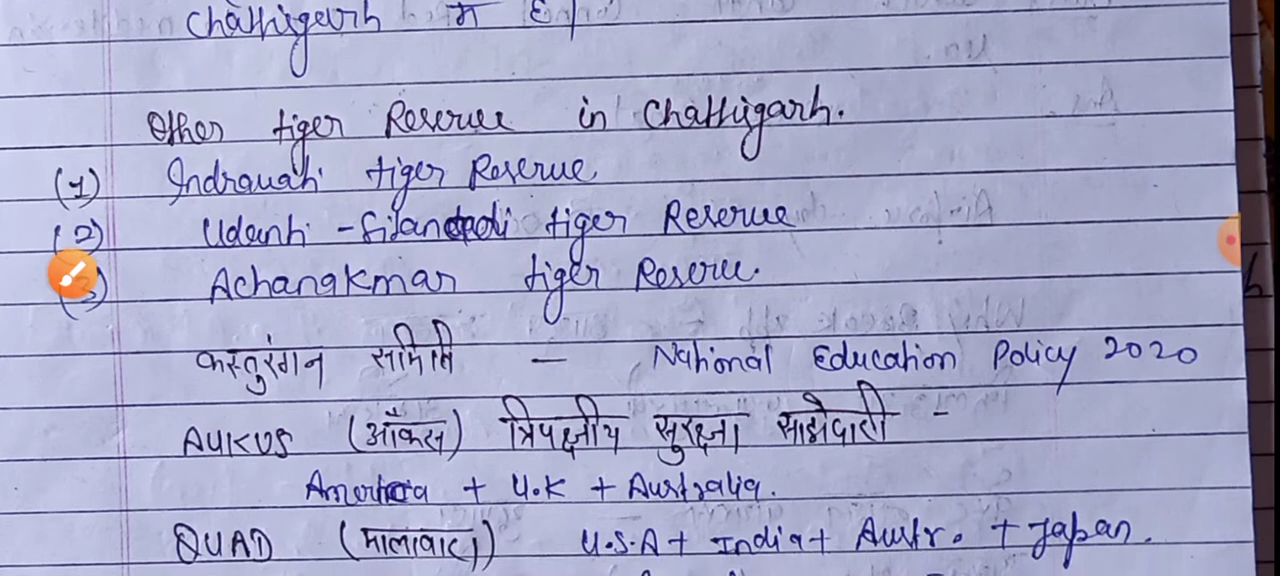 Chattisgarh में है
Other tiger Reserve in Chattisgarh.
(1) Indravati tiger Reserve
(2) Udanti - Sitanadi tiger Reserve
(3) Achanakmar tiger Reserve.
कस्तुरंगन समिति - National Education Policy 2020
AUKUS (ऑकस) त्रिपक्षीय सुरक्षा साझेदारी -
America + U.K + Australia.
QUAD (मालाबार) U.S.A + India + Austr. + Japan.